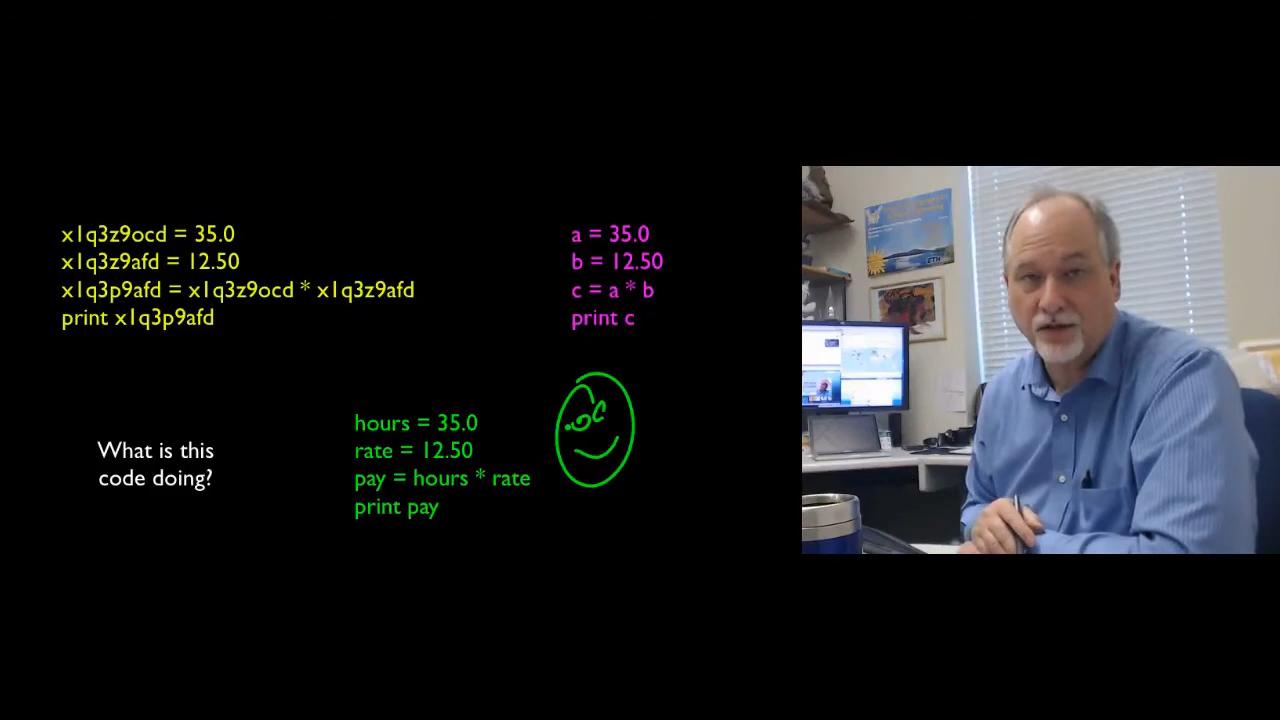 x1q3z9ocd = 35.0
x1q3z9afd = 12.50
x1q3p9afd = x1q3z9ocd * x1q3z9afd
print x1q3p9afd
a = 35.0
b = 12.50
c = a * b
print c
What is this
code doing?
hours = 35.0
rate = 12.50
pay = hours * rate
print pay